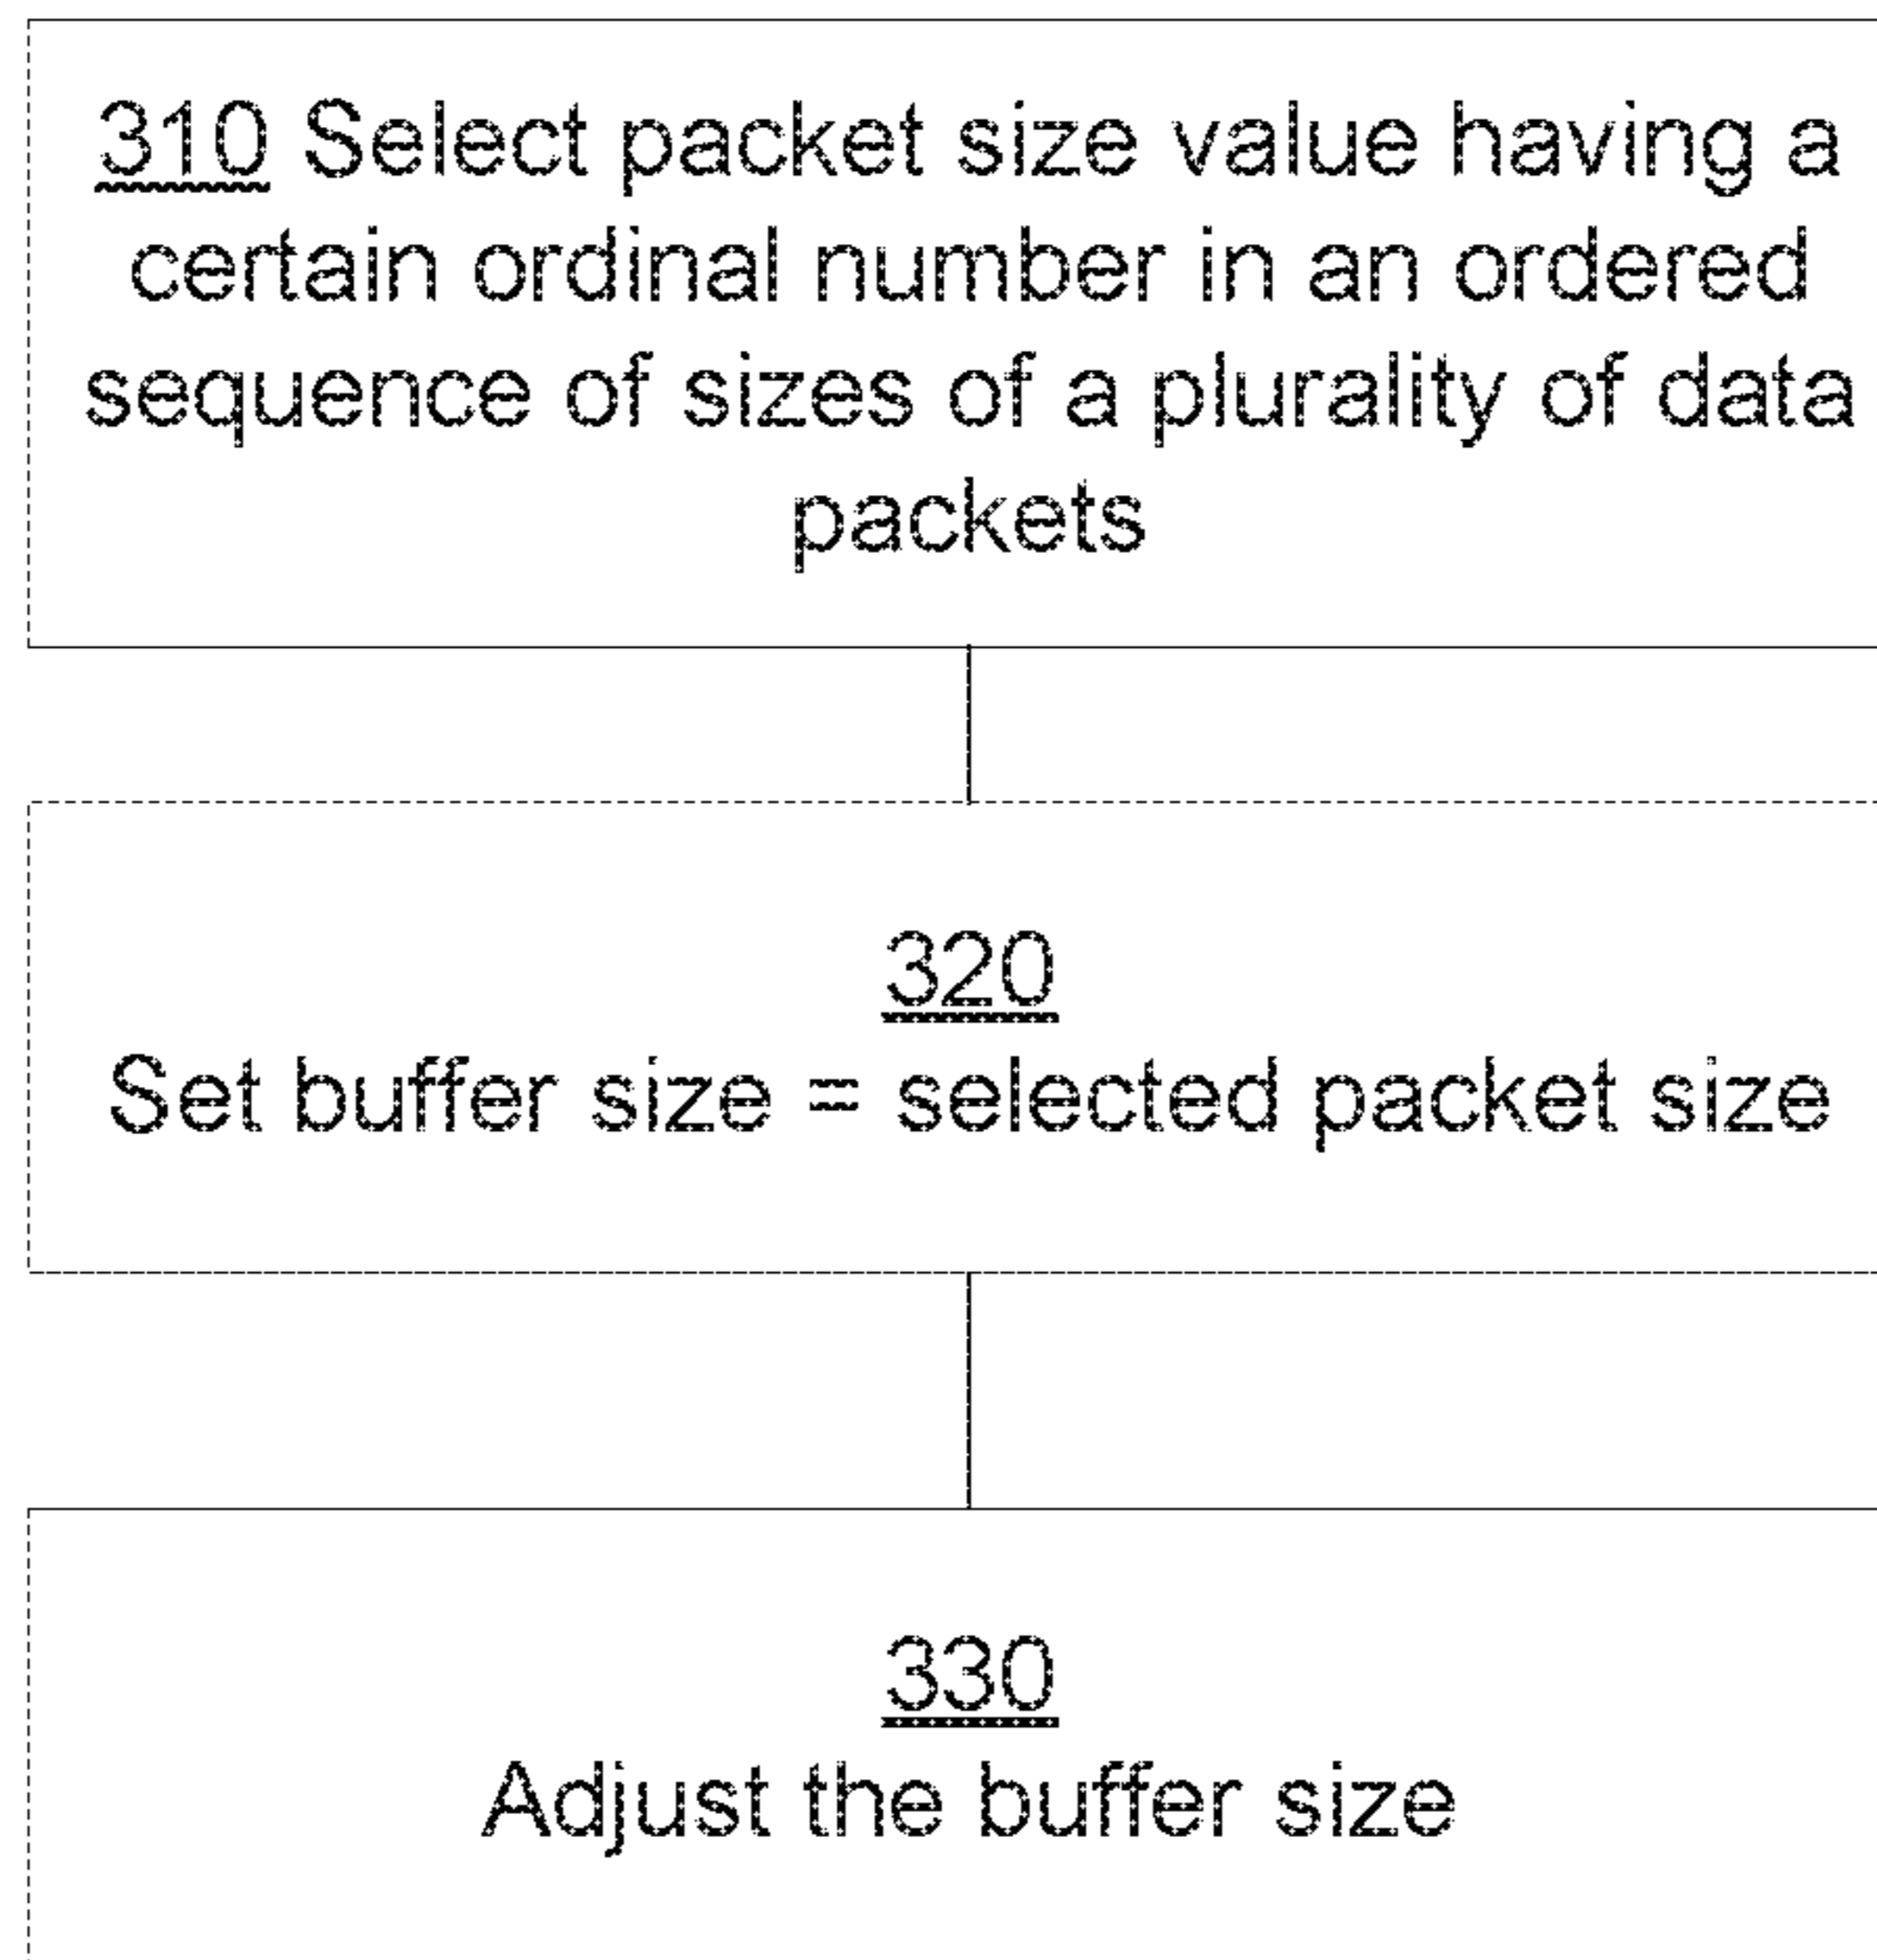 310 Select packet size value having a
certain ordinal number in an ordered
sequence of sizes of a plurality of data
packets
320
Set buffer size = selected packet size
330
Adjust the buffer size